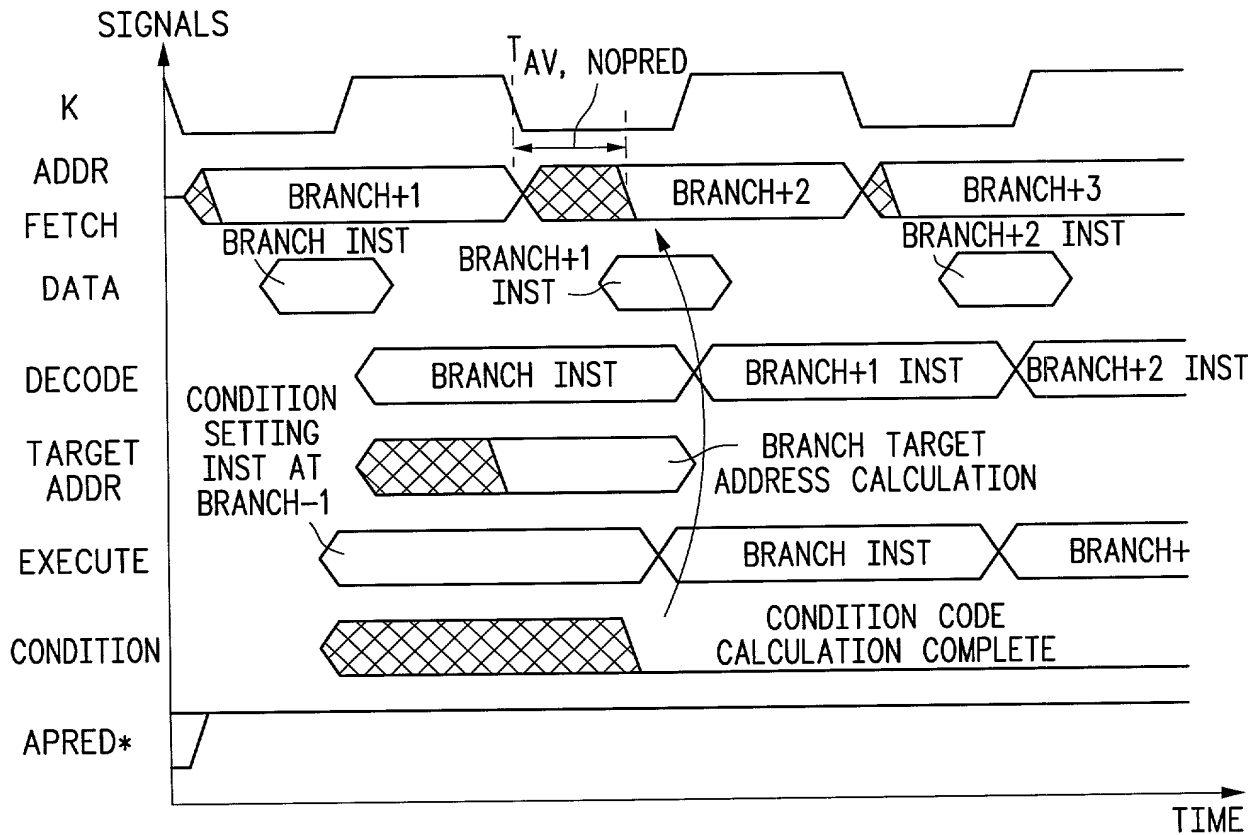 SIGNALS
T AV, NOPRED
K
ADDR
BRANCH+1
BRANCH+2
BRANCH+3
FETCH
BRANCH INST
BRANCH+1
INST
BRANCH+2 INST
DATA
DECODE
BRANCH INST
BRANCH+1 INST
BRANCH+2 INST
CONDITION
SETTING
INST AT
BRANCH-1
TARGET
ADDR
BRANCH TARGET
ADDRESS CALCULATION
EXECUTE
BRANCH INST
BRANCH+
CONDITION
CONDITION CODE
CALCULATION COMPLETE
APRED*
TIME